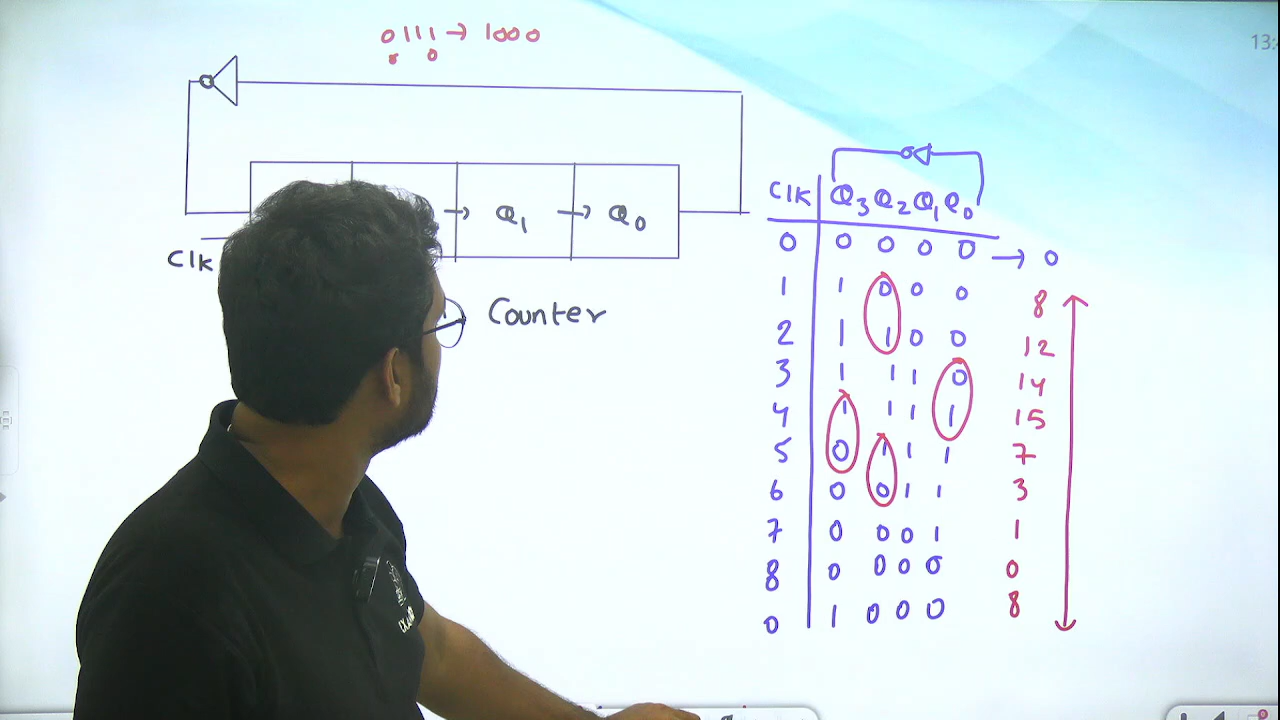 0111 → 1000
0 0
→ Q1 → Q0
Clk
Counter
13:
Clk Q3 Q2 Q1 Q0
0 0 0 0 0 → 0
1 1 0 0 0 8
2 1 1 0 0 12
3 1 1 1 0 14
4 1 1 1 1 15
5 0 1 1 1 7
6 0 0 1 1 3
7 0 0 0 1 1
8 0 0 0 0 0
0 1 0 0 0 8